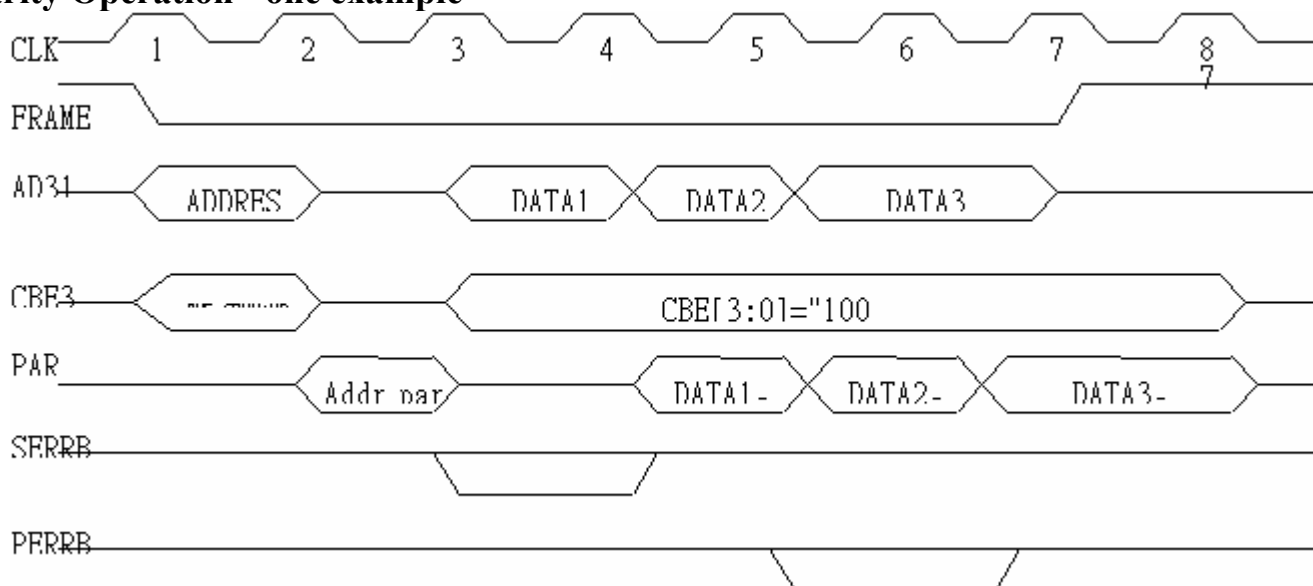 rity Operation - one example
CLK 1 2 3 4 5 6 7 8
7
FRAME
AD31 ADDRES DATA1 DATA2 DATA3
CBE3 CBE[3:0]="100
PAR Addr par DATA1- DATA2- DATA3-
SERRB
PERRB